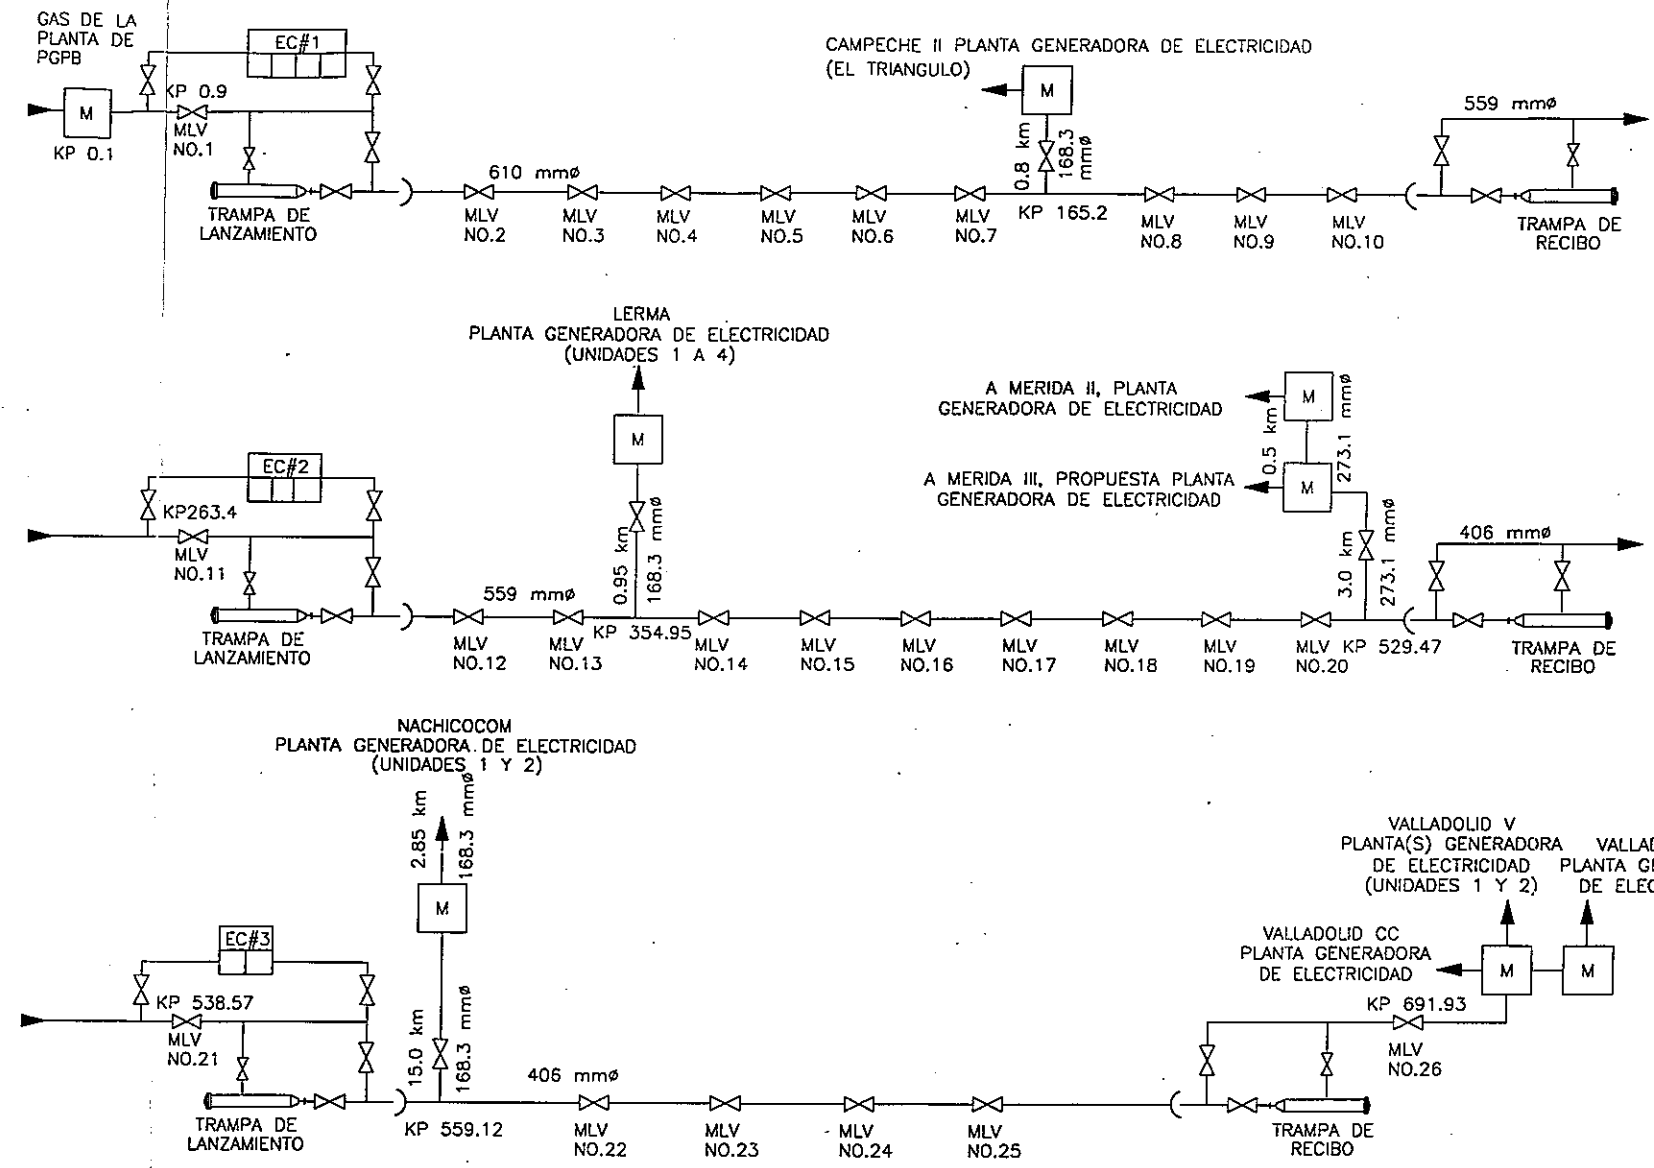 GAS DE LA
PLANTA DE
PGPB
EC#1
M
KP 0.1
KP 0.9
MLV
NO.1
TRAMPA DE
LANZAMIENTO
610 mmø
MLV
NO.2
MLV
NO.3
MLV
NO.4
MLV
NO.5
MLV
NO.6
MLV
NO.7
CAMPECHE II PLANTA GENERADORA DE ELECTRICIDAD
(EL TRIANGULO)
M
0.8 km
168.3
mmø
KP 165.2
MLV
NO.8
MLV
NO.9
MLV
NO.10
559 mmø
TRAMPA DE
RECIBO
LERMA
PLANTA GENERADORA DE ELECTRICIDAD
(UNIDADES 1 A 4)
M
0.95 km
168.3 mmø
EC#2
KP263.4
MLV
NO.11
TRAMPA DE
LANZAMIENTO
559 mmø
MLV
NO.12
MLV
NO.13
KP 354.95
MLV
NO.14
MLV
NO.15
MLV
NO.16
MLV
NO.17
MLV
NO.18
MLV
NO.19
MLV
NO.20
KP 529.47
A MERIDA II, PLANTA
GENERADORA DE ELECTRICIDAD
M
0.5 km
273.1 mmø
A MERIDA III, PROPUESTA PLANTA
GENERADORA DE ELECTRICIDAD
M
3.0 km
273.1 mmø
406 mmø
TRAMPA DE
RECIBO
NACHICOCOM
PLANTA GENERADORA DE ELECTRICIDAD
(UNIDADES 1 Y 2)
2.85 km
168.3 mmø
M
15.0 km
168.3 mmø
EC#3
KP 538.57
MLV
NO.21
TRAMPA DE
LANZAMIENTO
KP 559.12
406 mmø
MLV
NO.22
MLV
NO.23
MLV
NO.24
MLV
NO.25
VALLADOLID V
PLANTA(S) GENERADORA
DE ELECTRICIDAD
(UNIDADES 1 Y 2)
VALLAD
PLANTA GE
DE ELEC
VALLADOLID CC
PLANTA GENERADORA
DE ELECTRICIDAD
M
M
KP 691.93
MLV
NO.26
TRAMPA DE
RECIBO